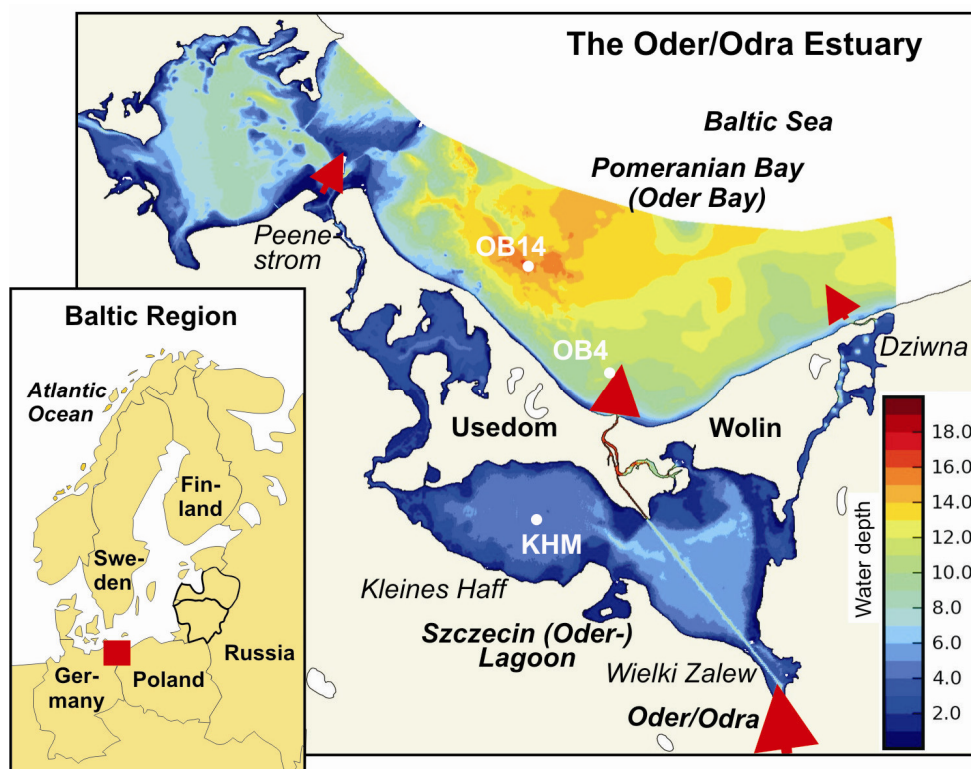 The Oder/Odra Estuary
Baltic Sea
Pomeranian Bay
(Oder Bay)
Peene-
strom
OB14
OB4
Dziwna
Usedom
Wolin
KHM
Kleines Haff
Szczecin (Oder-)
Lagoon
Wielki Zalew
Oder/Odra
Water depth
18.0
16.0
14.0
12.0
10.0
8.0
6.0
4.0
2.0
Baltic Region
Atlantic
Ocean
Fin-
land
Swe-
den
Russia
Ger-
many
Poland